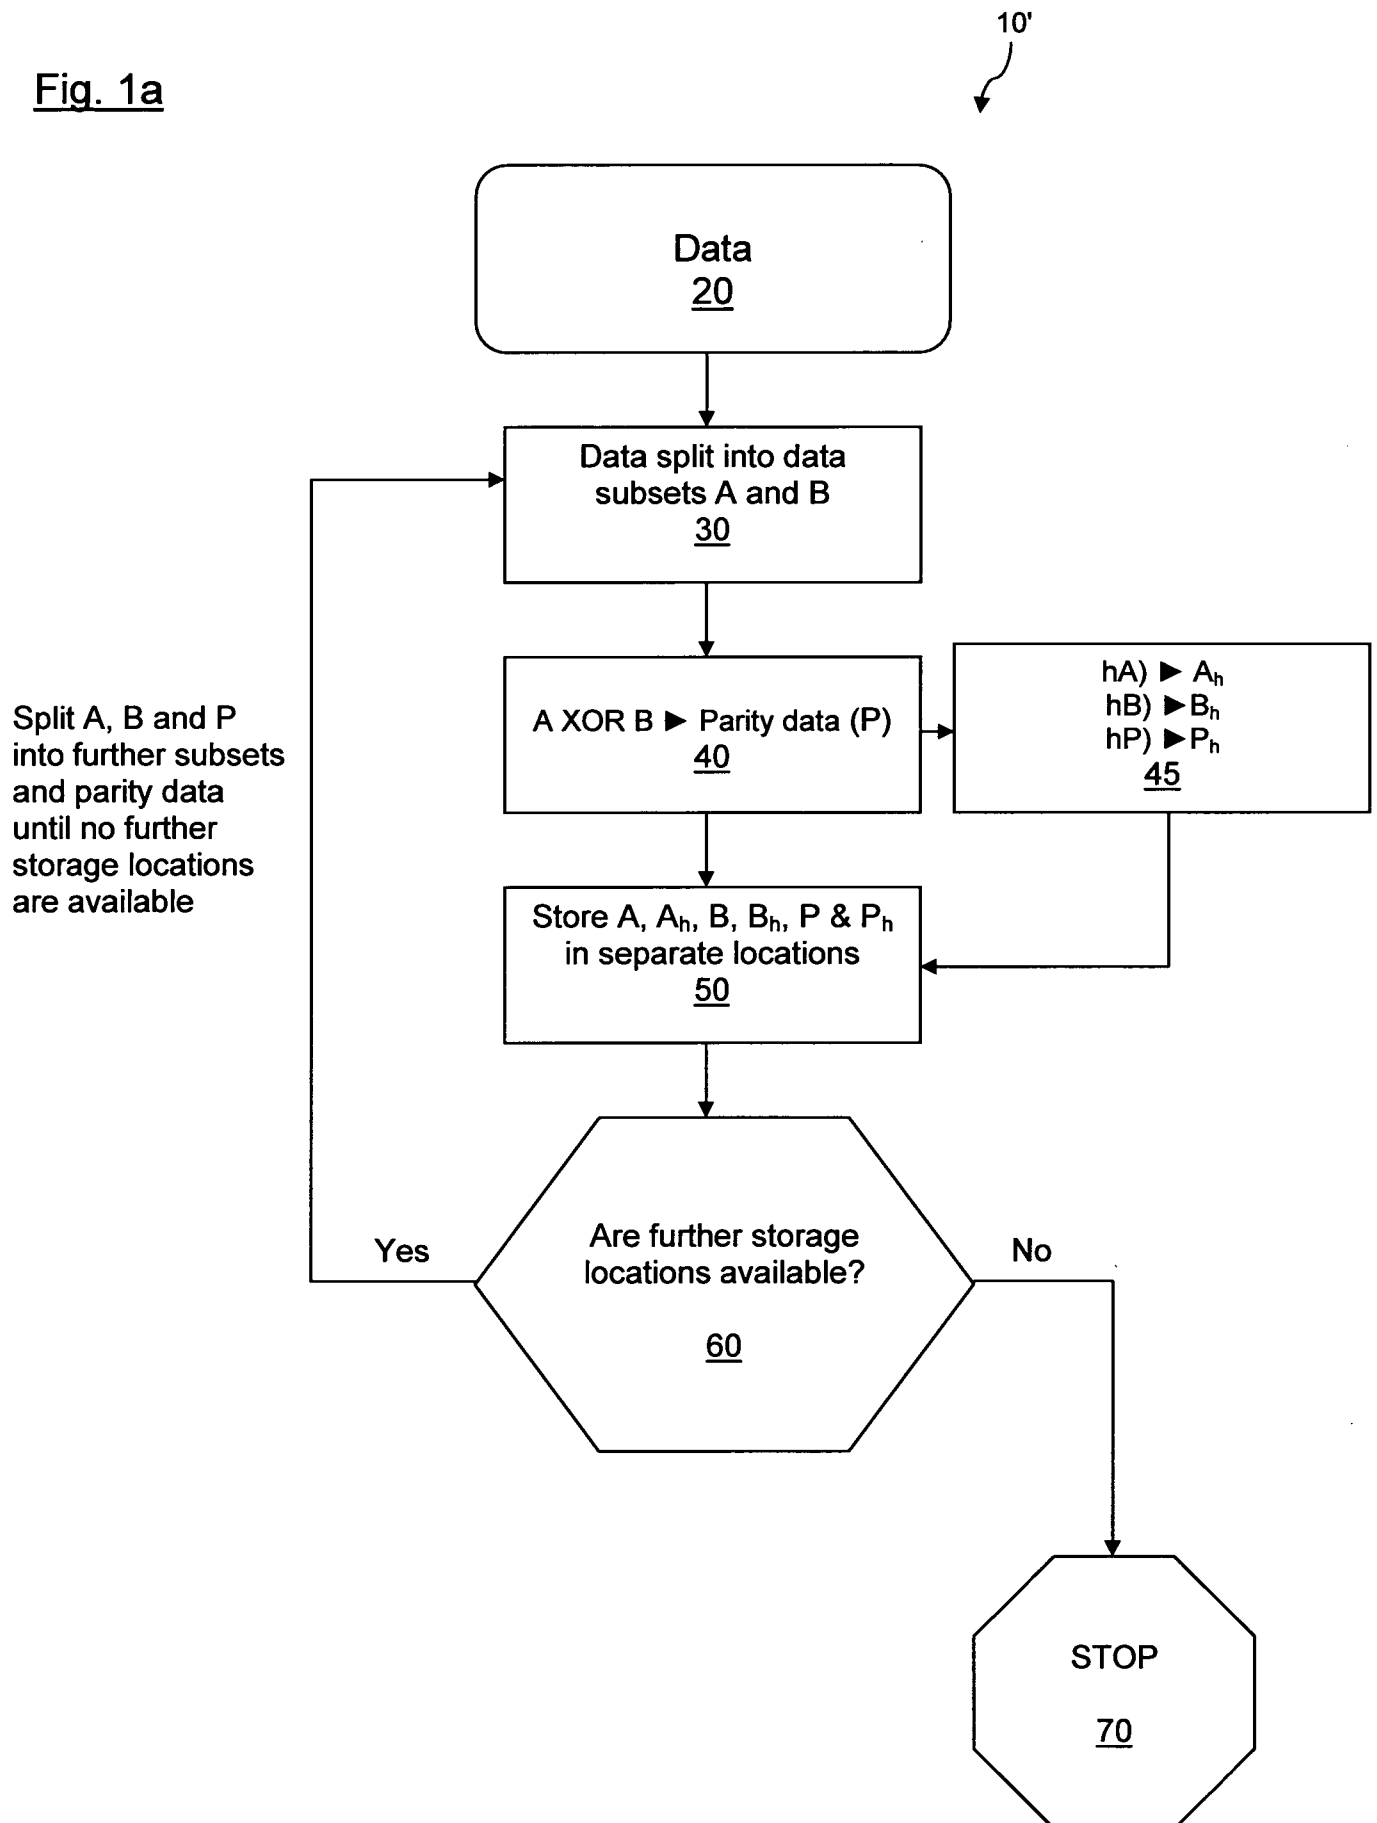 10'
Fig. 1a
Data
20
Data split into data
subsets A and B
30
A XOR B ► Parity data (P)
40
hA) ► Aₕ
hB) ►Bₕ
hP) ►Pₕ
45
Split A, B and P
into further subsets
and parity data
until no further
storage locations
are available
Store A, Aₕ, B, Bₕ, P & Pₕ
in separate locations
50
Are further storage
locations available?
60
Yes
No
STOP
70